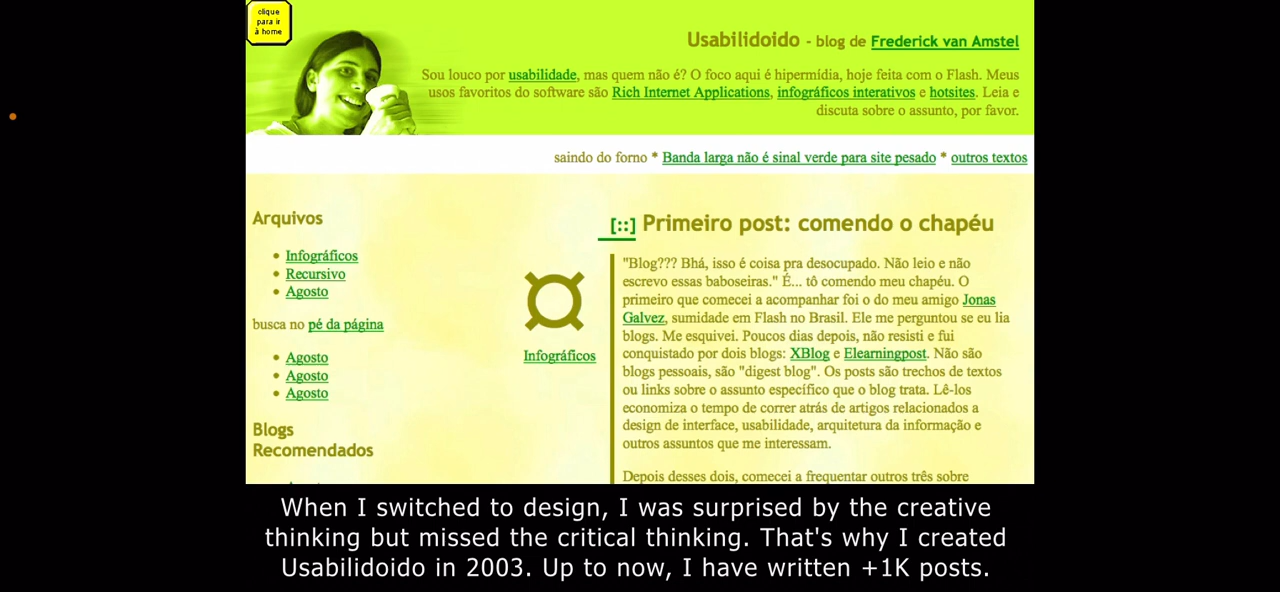 clique
para ir
à home
Usabilidoido - blog de Frederick van Amstel
Sou louco por usabilidade, mas quem não é? O foco aqui é hipermídia, hoje feita com o Flash. Meus
usos favoritos do software são Rich Internet Applications, infográficos interativos e hotsites. Leia e
discuta sobre o assunto, por favor.
saindo do forno * Banda larga não é sinal verde para site pesado * outros textos
Arquivos
• Infográficos
• Recursivo
• Agosto
busca no pé da página
• Agosto
• Agosto
• Agosto
Blogs
Recomendados
[::] Primeiro post: comendo o chapéu
Infográficos
"Blog??? Bhá, isso é coisa pra desocupado. Não leio e não
escrevo essas baboseiras." É... tô comendo meu chapéu. O
primeiro que comecei a acompanhar foi o do meu amigo Jonas
Galvez, sumidade em Flash no Brasil. Ele me perguntou se eu lia
blogs. Me esquivei. Poucos dias depois, não resisti e fui
conquistado por dois blogs: XBlog e Elearningpost. Não são
blogs pessoais, são "digest blog". Os posts são trechos de textos
ou links sobre o assunto específico que o blog trata. Lê-los
economiza o tempo de correr atrás de artigos relacionados a
design de interface, usabilidade, arquitetura da informação e
outros assuntos que me interessam.
Depois desses dois, comecei a frequentar outros três sobre
When I switched to design, I was surprised by the creative
thinking but missed the critical thinking. That's why I created
Usabilidoido in 2003. Up to now, I have written +1K posts.